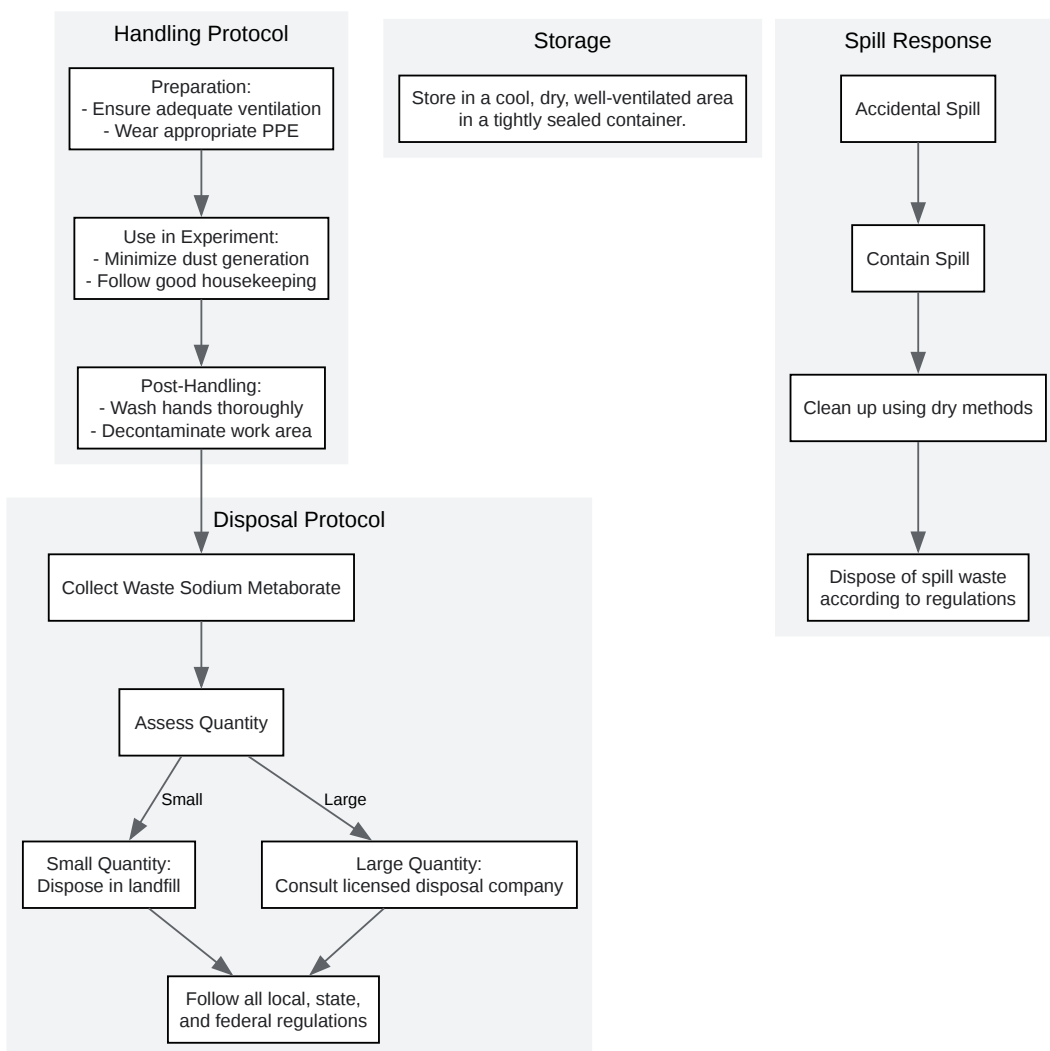 Handling Protocol
Preparation:
- Ensure adequate ventilation
- Wear appropriate PPE
Use in Experiment:
- Minimize dust generation
- Follow good housekeeping
Post-Handling:
- Wash hands thoroughly
- Decontaminate work area
Disposal Protocol
Collect Waste Sodium Metaborate
Assess Quantity
Small
Large
Small Quantity:
Dispose in landfill
Large Quantity:
Consult licensed disposal company
Follow all local, state,
and federal regulations
Storage
Store in a cool, dry, well-ventilated area
in a tightly sealed container.
Spill Response
Accidental Spill
Contain Spill
Clean up using dry methods
Dispose of spill waste
according to regulations